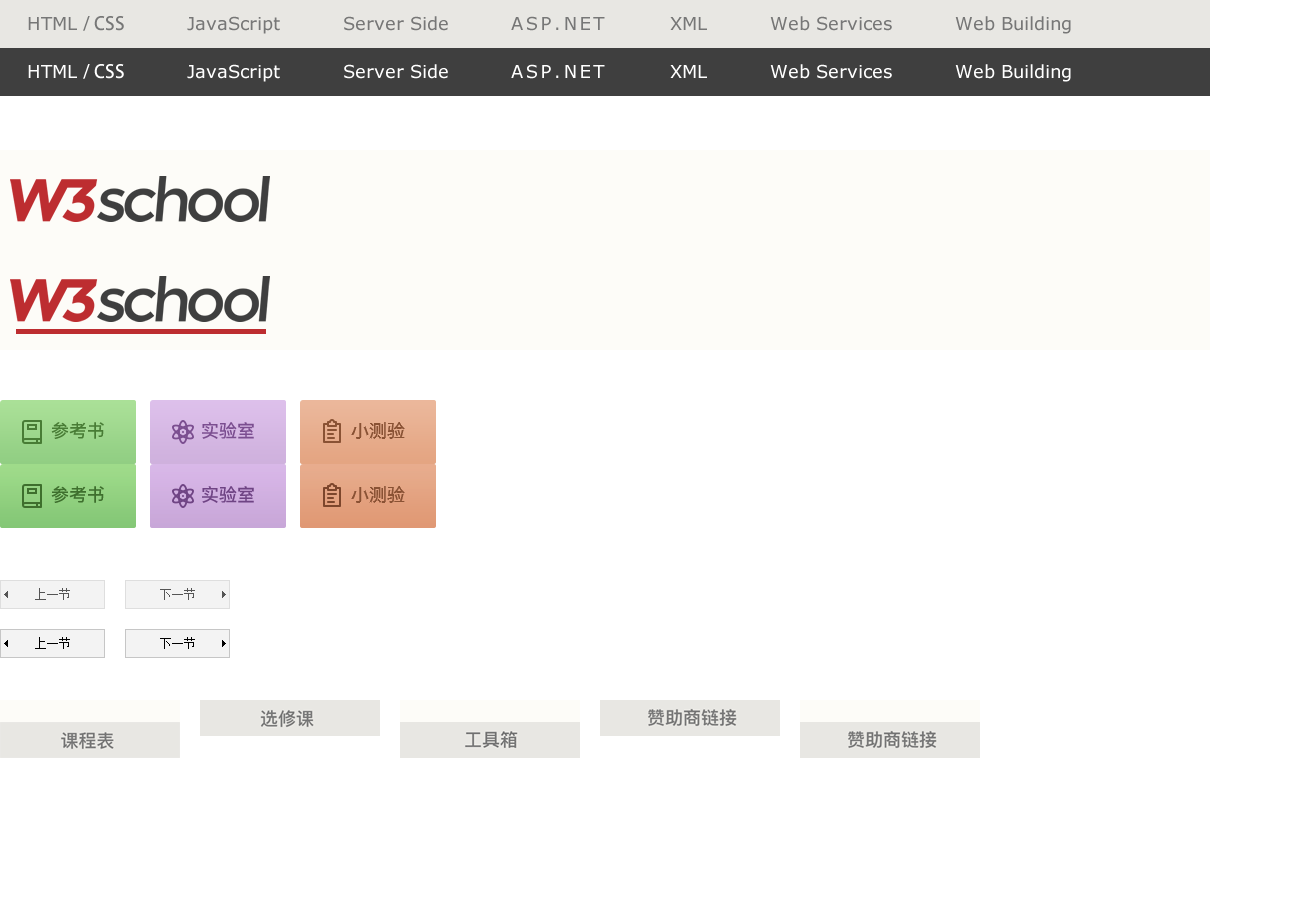 HTML / CSS JavaScript Server Side ASP.NET XML Web Services Web Building
HTML / CSS JavaScript Server Side ASP.NET XML Web Services Web Building
W3school
W3school
参考书 实验室 小测验
参考书 实验室 小测验
上一节 下一节
上一节 下一节
选修课 赞助商链接
课程表 工具箱 赞助商链接